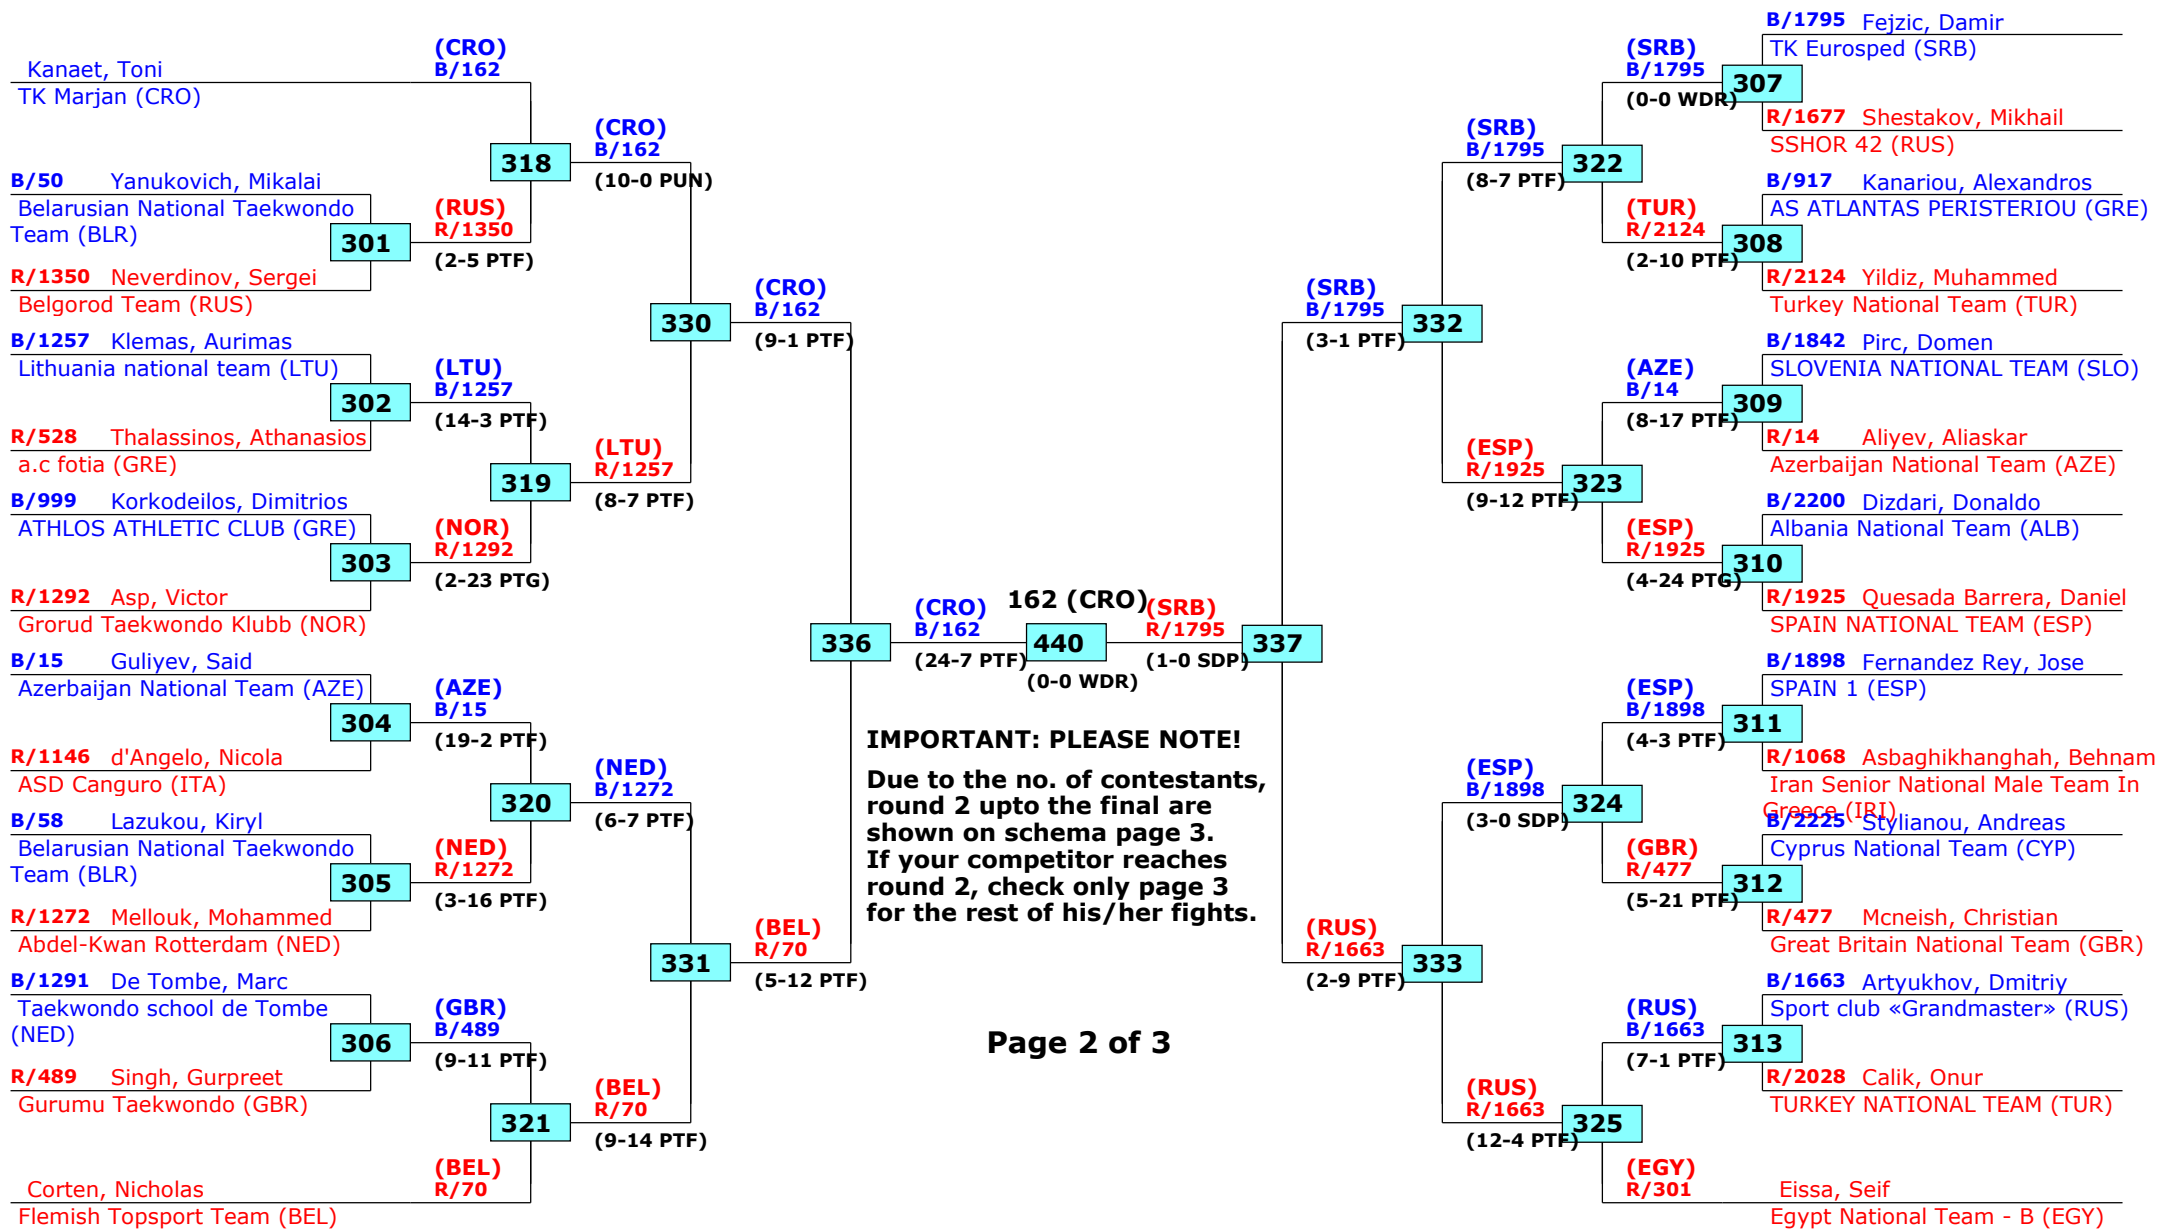 (CRO)
B/162
Kanaet, Toni
TK Marjan (CRO)
(CRO)
B/162
318
(10-0 PUN)
B/50 Yanukovich, Mikalai
Belarusian National Taekwondo
Team (BLR)
(RUS)
R/1350
301
(2-5 PTF)
R/1350 Neverdinov, Sergei
Belgorod Team (RUS)
(CRO)
B/162
330
(9-1 PTF)
B/1257 Klemas, Aurimas
Lithuania national team (LTU)
(LTU)
B/1257
302
(14-3 PTF)
R/528 Thalassinos, Athanasios
a.c fotia (GRE)
(LTU)
R/1257
319
(8-7 PTF)
B/999 Korkodeilos, Dimitrios
ATHLOS ATHLETIC CLUB (GRE)
(NOR)
R/1292
303
(2-23 PTG)
R/1292 Asp, Victor
Grorud Taekwondo Klubb (NOR)
336
(CRO)
B/162
(24-7 PTF)
B/15 Guliyev, Said
Azerbaijan National Team (AZE)
(AZE)
B/15
304
(19-2 PTF)
R/1146 d'Angelo, Nicola
ASD Canguro (ITA)
(NED)
B/1272
320
(6-7 PTF)
B/58 Lazukou, Kiryl
Belarusian National Taekwondo
Team (BLR)
(NED)
R/1272
305
(3-16 PTF)
R/1272 Mellouk, Mohammed
Abdel-Kwan Rotterdam (NED)
(BEL)
R/70
331
(5-12 PTF)
B/1291 De Tombe, Marc
Taekwondo school de Tombe
(NED)
(GBR)
B/489
306
(9-11 PTF)
R/489 Singh, Gurpreet
Gurumu Taekwondo (GBR)
(BEL)
R/70
321
(9-14 PTF)
(BEL)
R/70
Corten, Nicholas
Flemish Topsport Team (BEL)
162 (CRO)
440
(0-0 WDR)
(SRB)
R/1795
337
(1-0 SDP)
IMPORTANT: PLEASE NOTE!
Due to the no. of contestants,
round 2 upto the final are
shown on schema page 3.
If your competitor reaches
round 2, check only page 3
for the rest of his/her fights.
Page 2 of 3
B/1795 Fejzic, Damir
TK Eurosped (SRB)
(SRB)
B/1795
307
(0-0 WDR)
R/1677 Shestakov, Mikhail
SSHOR 42 (RUS)
(SRB)
B/1795
322
(8-7 PTF)
B/917 Kanariou, Alexandros
AS ATLANTAS PERISTERIOU (GRE)
(TUR)
R/2124
308
(2-10 PTF)
R/2124 Yildiz, Muhammed
Turkey National Team (TUR)
(SRB)
B/1795
332
(3-1 PTF)
B/1842 Pirc, Domen
SLOVENIA NATIONAL TEAM (SLO)
(AZE)
B/14
309
(8-17 PTF)
R/14 Aliyev, Aliaskar
Azerbaijan National Team (AZE)
(ESP)
R/1925
323
(9-12 PTF)
B/2200 Dizdari, Donaldo
Albania National Team (ALB)
(ESP)
R/1925
310
(4-24 PTG)
R/1925 Quesada Barrera, Daniel
SPAIN NATIONAL TEAM (ESP)
B/1898 Fernandez Rey, Jose
SPAIN 1 (ESP)
(ESP)
B/1898
311
(4-3 PTF)
R/1068 Asbaghikhanghah, Behnam
Iran Senior National Male Team In
Greece (IRI)
(ESP)
B/1898
324
(3-0 SDP)
B/2225 Stylianou, Andreas
Cyprus National Team (CYP)
(GBR)
R/477
312
(5-21 PTF)
R/477 Mcneish, Christian
Great Britain National Team (GBR)
(RUS)
R/1663
333
(2-9 PTF)
B/1663 Artyukhov, Dmitriy
Sport club «Grandmaster» (RUS)
(RUS)
B/1663
313
(7-1 PTF)
R/2028 Calik, Onur
TURKEY NATIONAL TEAM (TUR)
(RUS)
R/1663
325
(12-4 PTF)
(EGY)
R/301
Eissa, Seif
Egypt National Team - B (EGY)